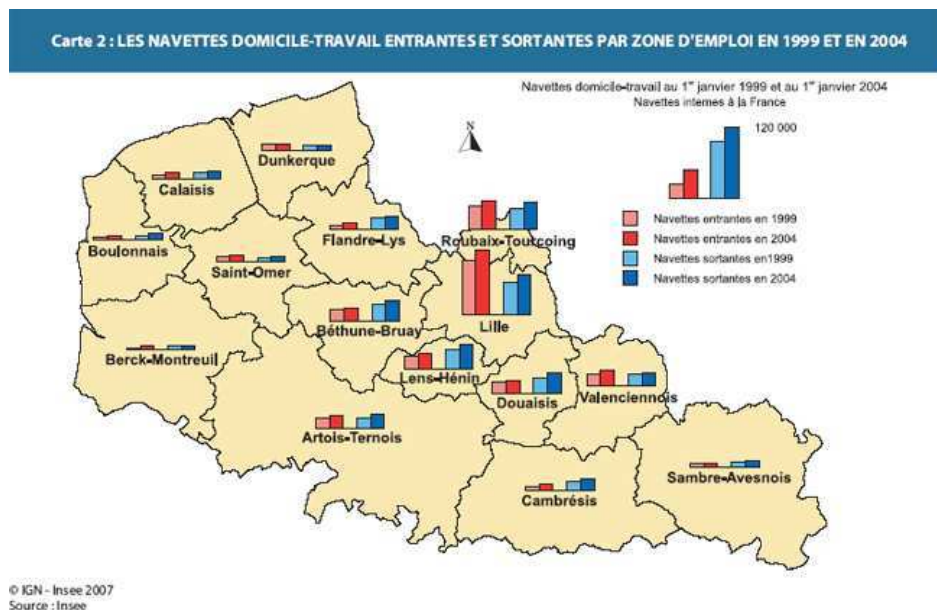 Carte 2 : LES NAVETTES DOMICILE-TRAVAIL ENTRANTES ET SORTANTES PAR ZONE D'EMPLOI EN 1999 ET EN 2004
Navettes domicile-travail au 1er janvier 1999 et au 1er janvier 2004
Navettes internes à la France
120 000
Navettes entrantes en 1999
Navettes entrantes en 2004
Navettes sortantes en1999
Navettes sortantes en 2004
N
Dunkerque
Calaisis
Flandre-Lys
Roubaix-Tourcoing
Boulonnais
Saint-Omer
Béthune-Bruay
Lille
Berck-Montreuil
Lens-Hénin
Douaisis
Valenciennois
Artois-Ternois
Sambre-Avesnois
Cambrésis
© IGN - Insee 2007
Source : Insee